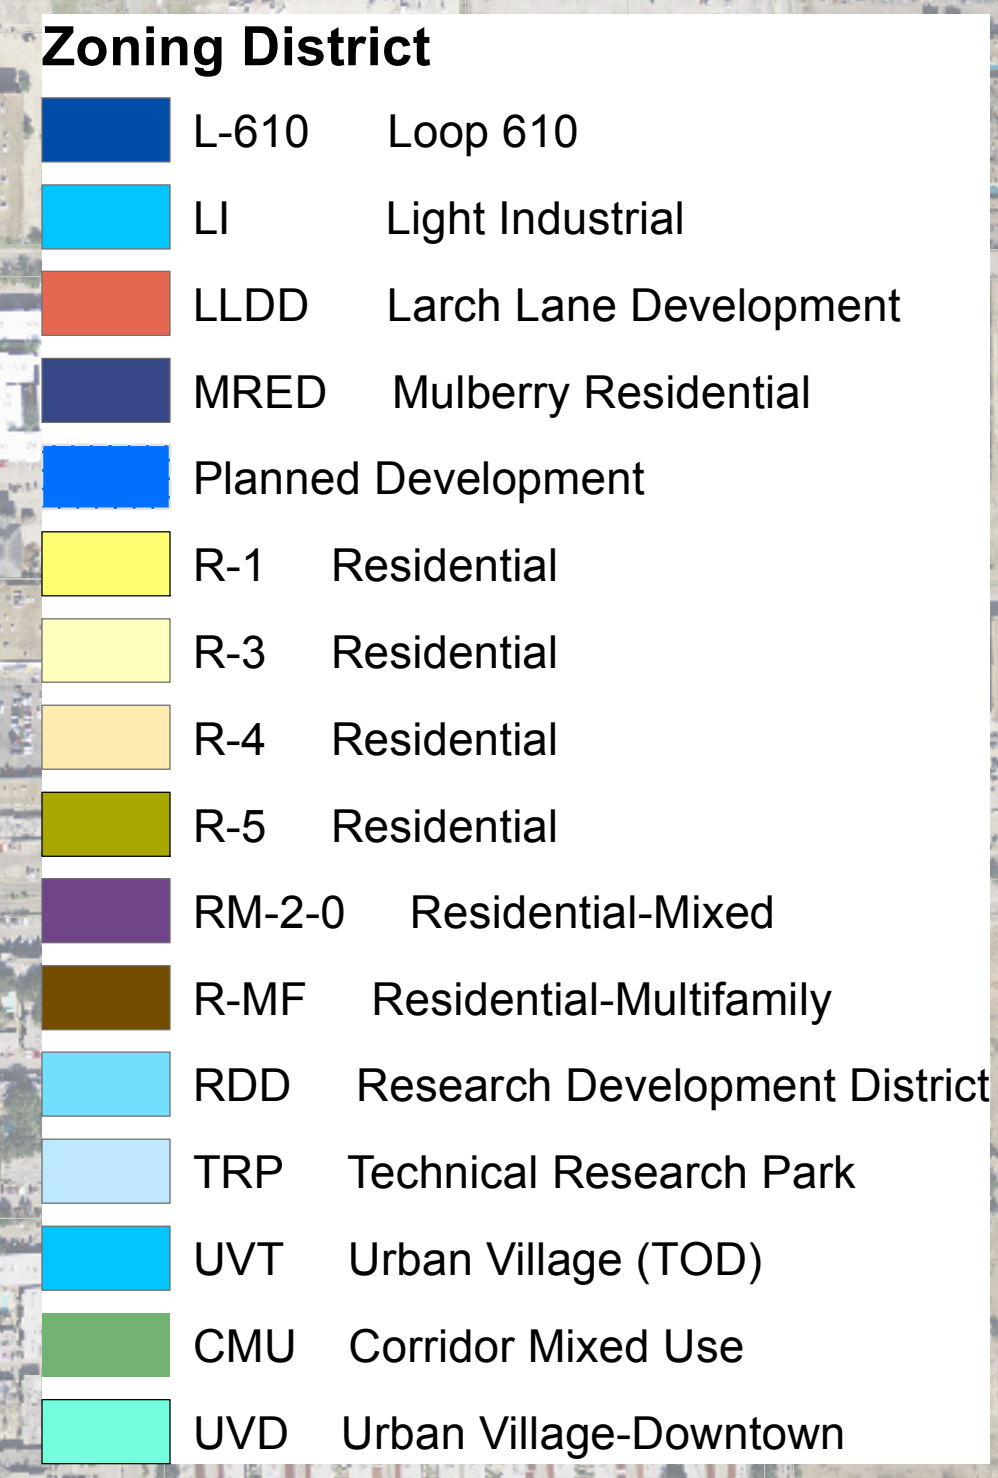 Zoning District
L-610 Loop 610
LI Light Industrial
LLDD Larch Lane Development
MRED Mulberry Residential
Planned Development
R-1 Residential
R-3 Residential
R-4 Residential
R-5 Residential
RM-2-0 Residential-Mixed
R-MF Residential-Multifamily
RDD Research Development District
TRP Technical Research Park
UVT Urban Village (TOD)
CMU Corridor Mixed Use
UVD Urban Village-Downtown